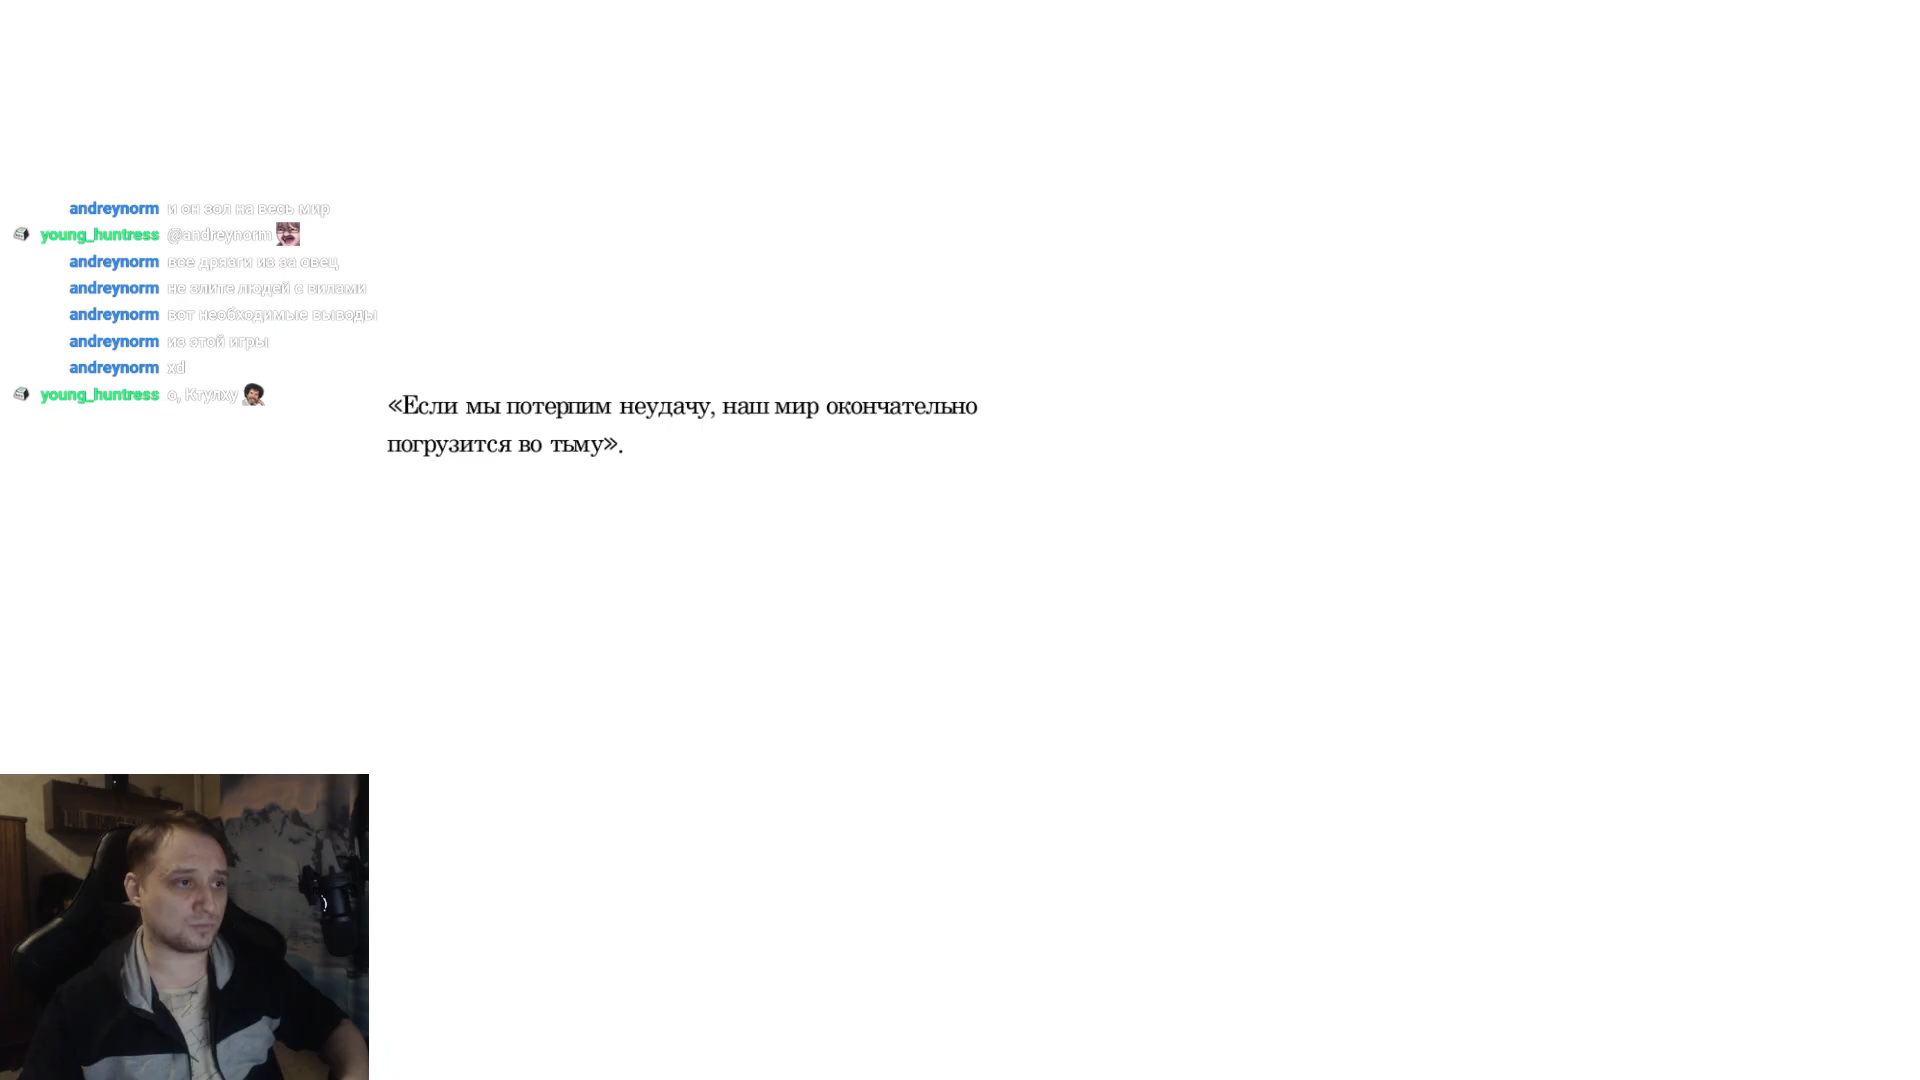 andreynorm и он зол на весь мир
young_huntress @andreynorm
andreynorm все дрязги из за овец
andreynorm не злите людей с вилами
andreynorm вот необходимые выводы
andreynorm из этой игры
andreynorm xd
young_huntress о, Ктулху
«Если мы потерпим неудачу, наш мир окончательно
погрузится во тьму».